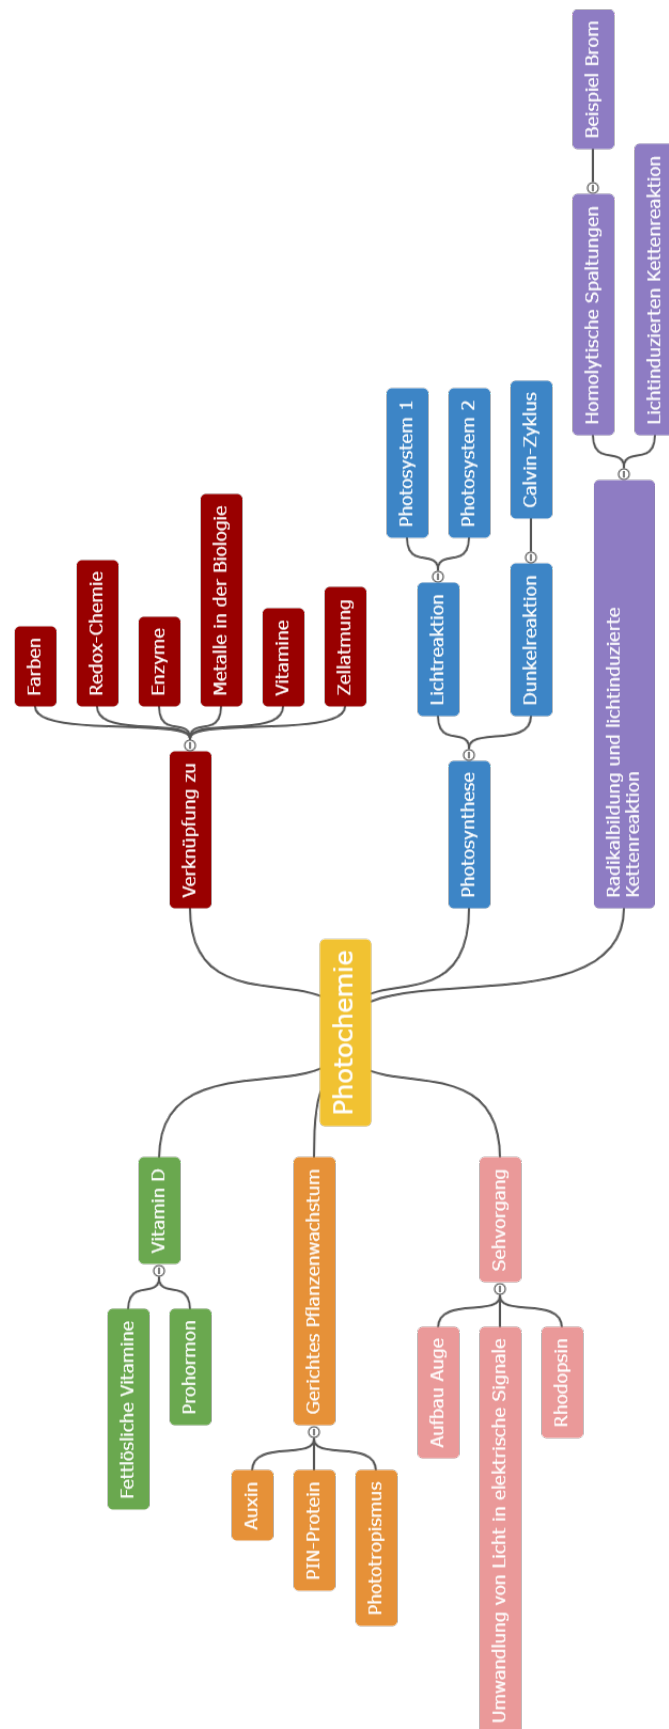 Photochemie
Verknüpfung zu
Farben
Redox-Chemie
Enzyme
Metalle in der Biologie
Vitamine
Zellatmung
Photosynthese
Lichtreaktion
Photosystem 1
Photosystem 2
Dunkelreaktion
Calvin-Zyklus
Radikalbildung und lichtinduzierte
Kettenreaktion
Homolytische Spaltungen
Beispiel Brom
Lichtinduzierten Kettenreaktion
Vitamin D
Fettlösliche Vitamine
Prohormon
Gerichtes Pflanzenwachstum
Auxin
PIN-Protein
Phototropismus
Sehvorgang
Aufbau Auge
Umwandlung von Licht in elektrische Signale
Rhodopsin